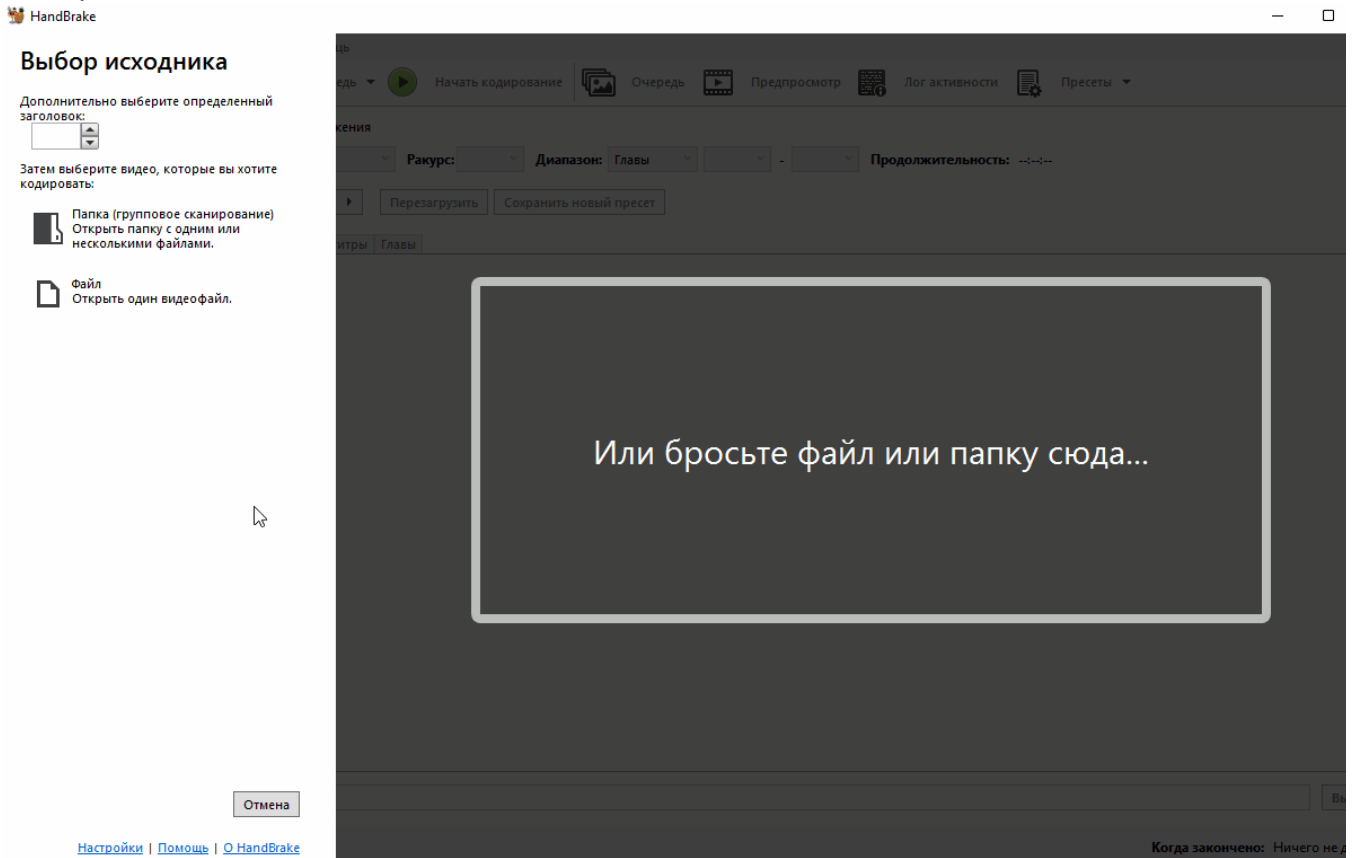 HandBrake
Выбор исходника
Дополнительно выберите определенный
заголовок:
Затем выберите видео, которые вы хотите
кодировать:
Папка (групповое сканирование)
Открыть папку с одним или
несколькими файлами.
Файл
Открыть один видеофайл.
Отмена
Настройки | Помощь | О HandBrake
Начать кодирование Очередь Предпросмотр Лог активности Пресеты
Ракурс: Диапазон: Главы - Продолжительность: --:--:--
Перезагрузить Сохранить новый пресет
Главы
Или бросьте файл или папку сюда...
Когда закончено: Ничего не